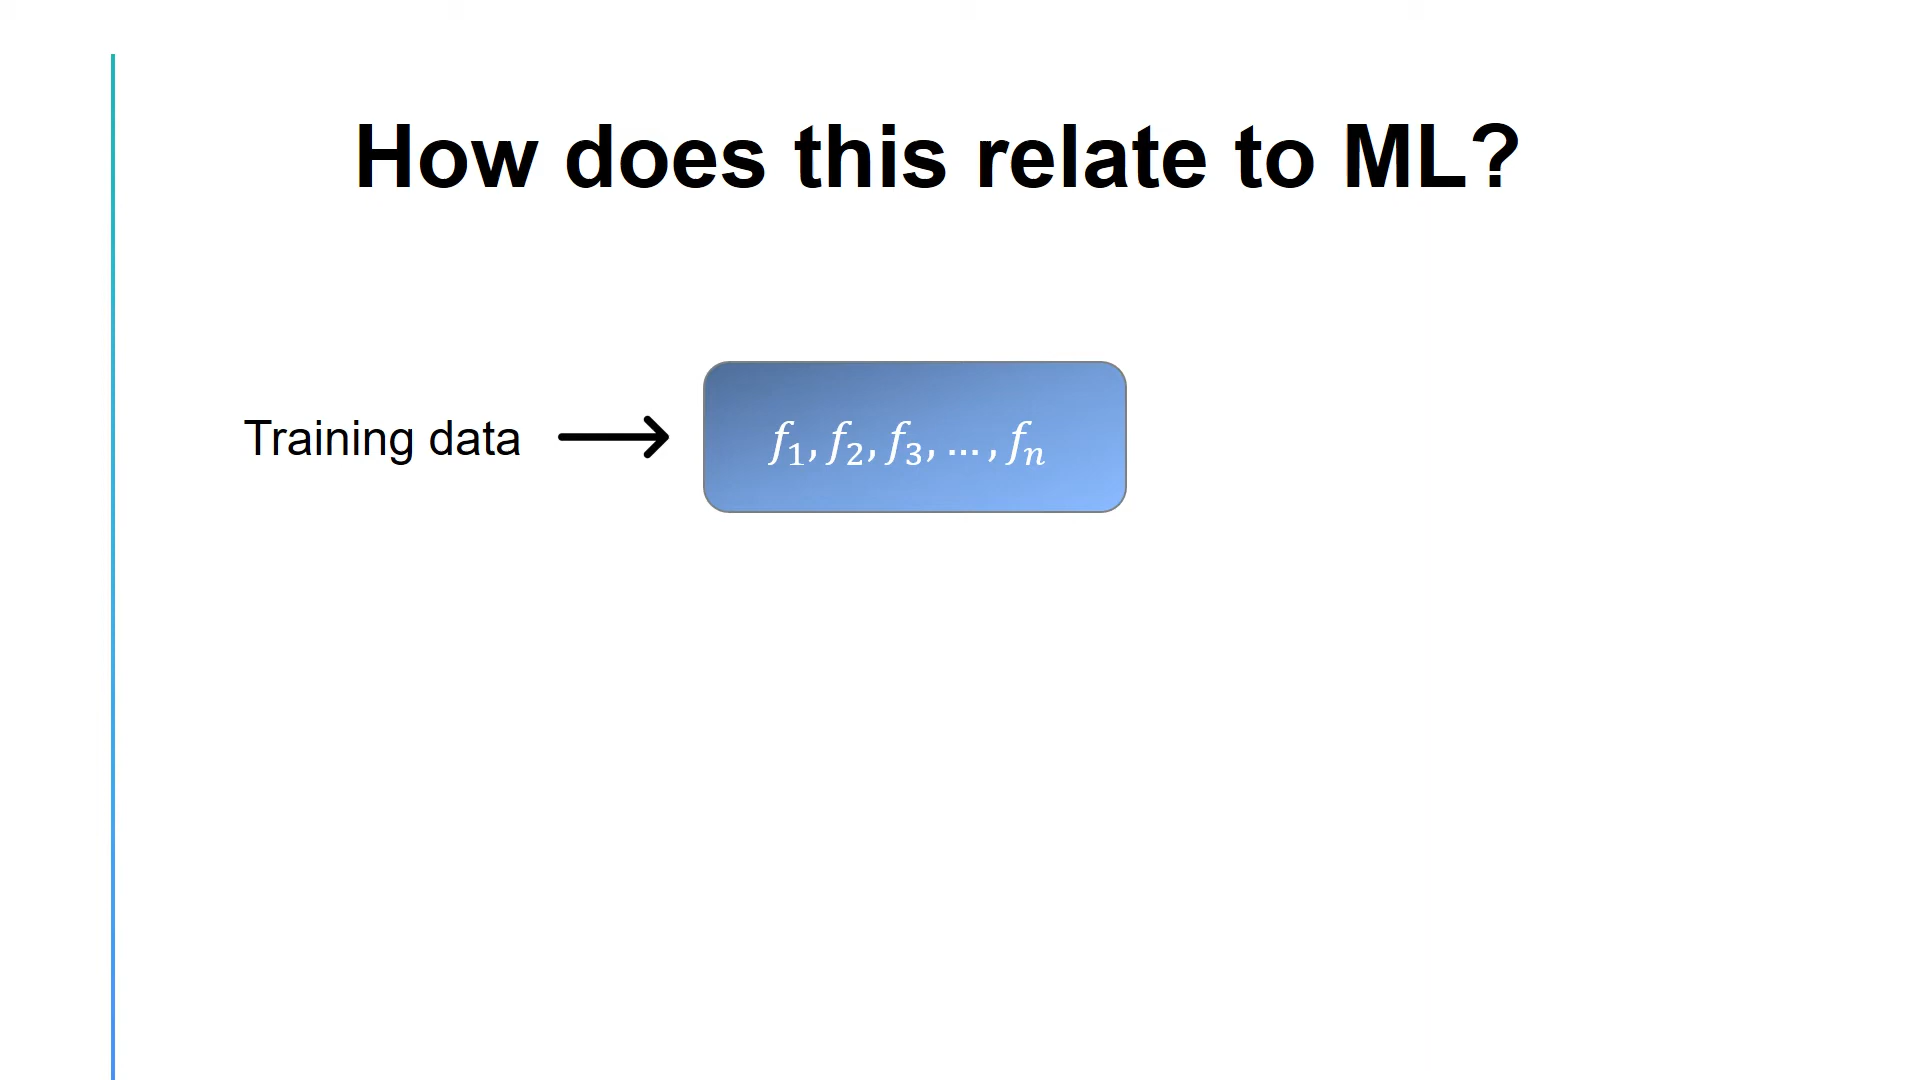 How does this relate to ML?
Training data
f₁, f₂, f₃, … , fₙ